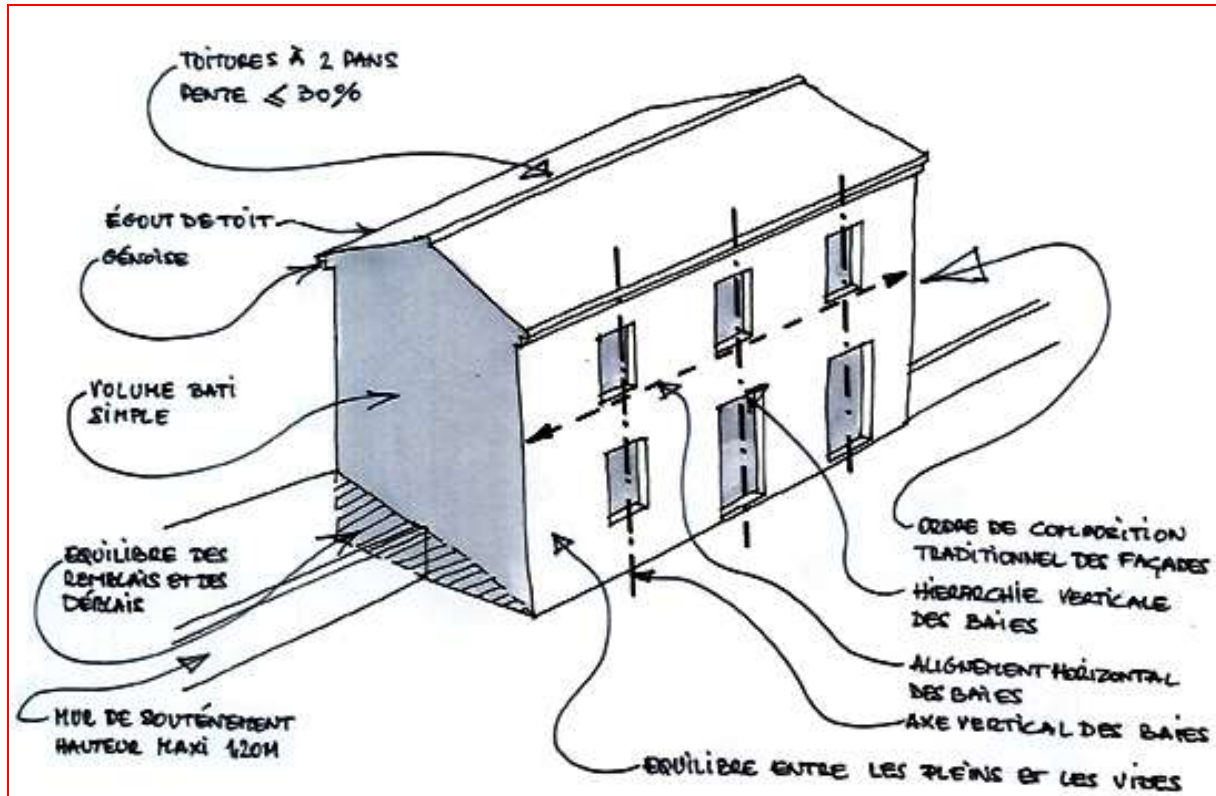 TOITURES À 2 PANS
PENTE ⩽ 30%
ÉGOUT DE TOIT
GÉNOISE
VOLUME BATI
SIMPLE
EQUILIBRE DES
REMBLAIS ET DES
DÉBLAIS
MUR DE SOUTÉNEMENT
HAUTEUR MAXI 1.20M
ORDRE DE COMPOSITION
TRADITIONNEL DES FAÇADES
HIERARCHIE VERTICALE
DES BAIES
ALIGNEMENT HORIZONTAL
DES BAIES
AXE VERTICAL DES BAIES
EQUILIBRE ENTRE LES PLEINS ET LES VIDES